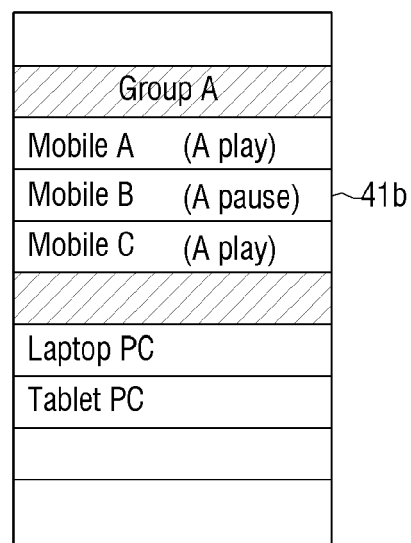 Group A
Mobile A (A play)
Mobile B (A pause) 41b
Mobile C (A play)
Laptop PC
Tablet PC